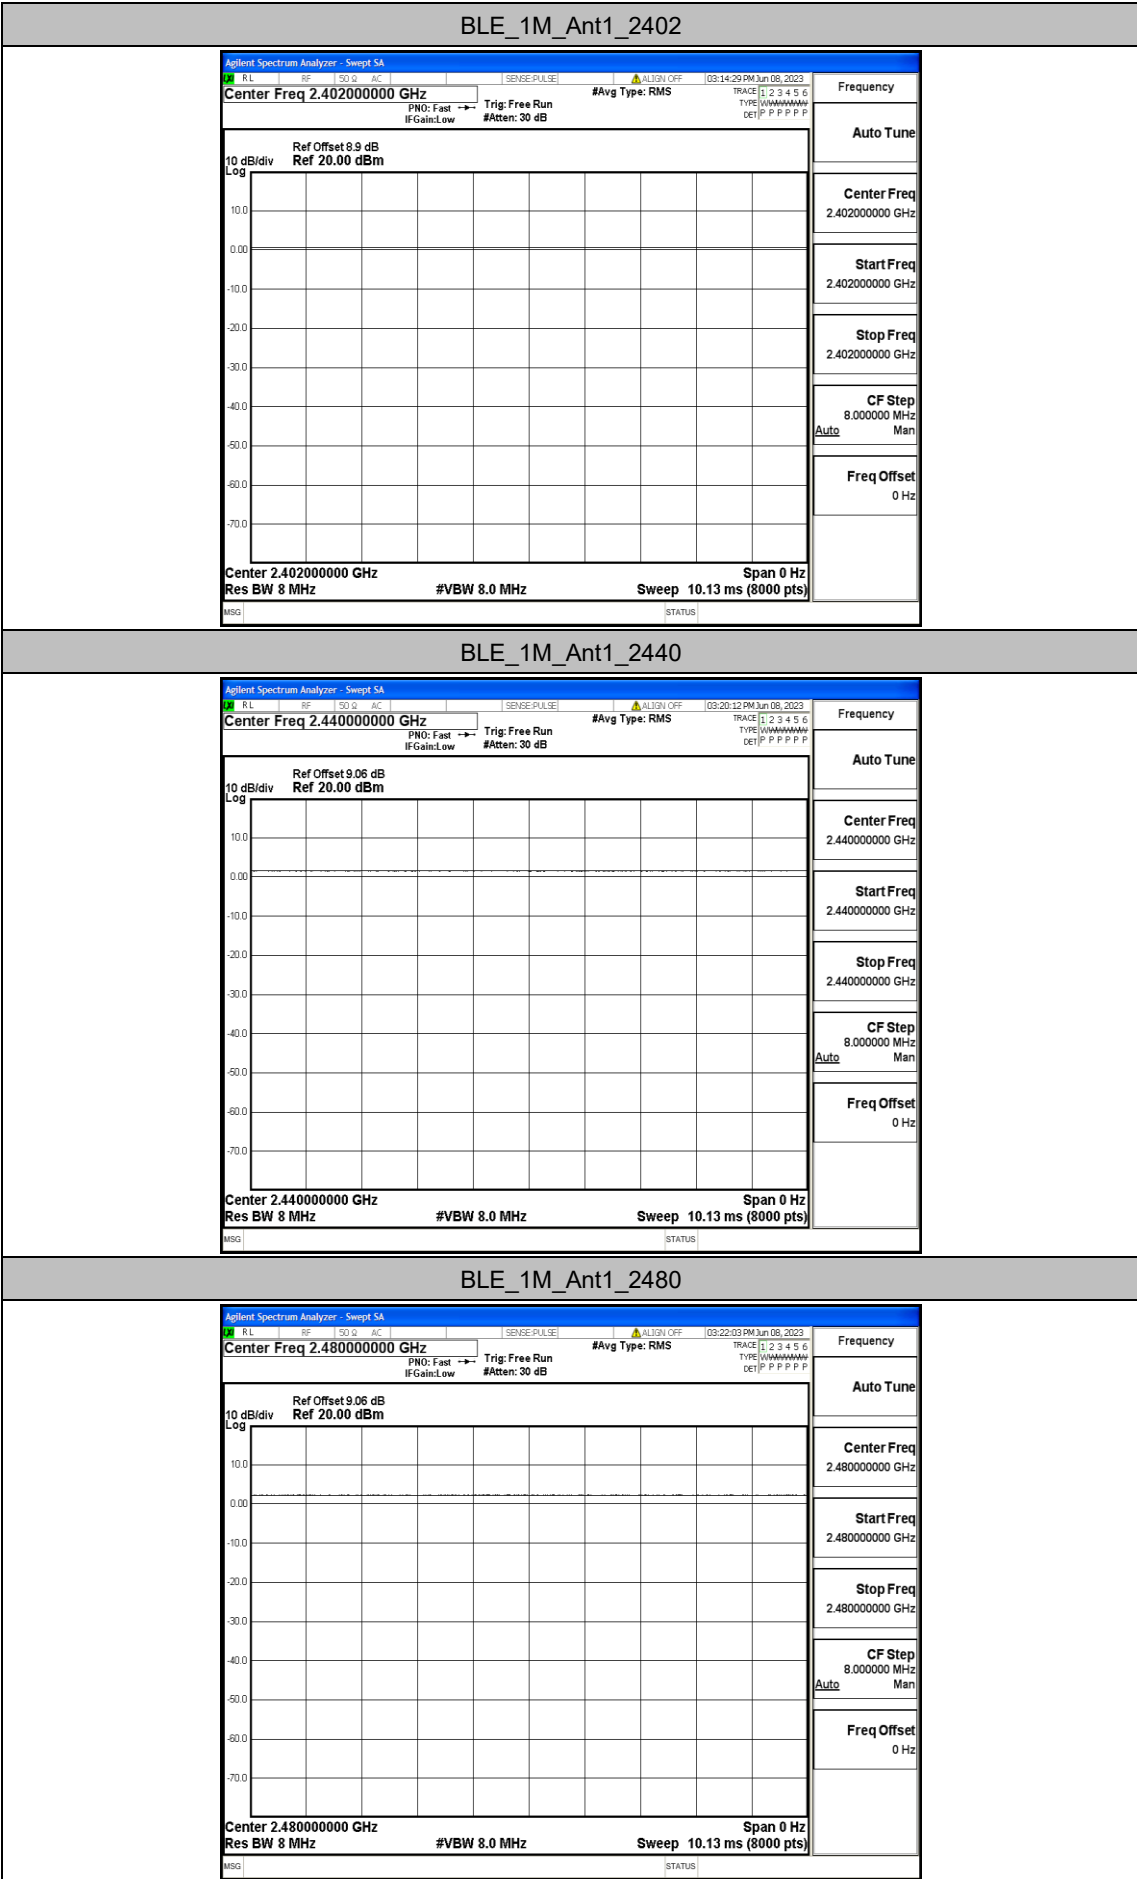 BLE_1M_Ant1_2402
Agilent Spectrum Analyzer - Swept SA
RL RF 50 Ω AC SENSE:PULSE ALIGN OFF 03:14:29 PM Jun 08, 2023
Center Freq 2.402000000 GHz #Avg Type: RMS TRACE 1 2 3 4 5 6
PNO: Fast Trig: Free Run TYPE
IFGain:Low #Atten: 30 dB DET P P P P P P
Frequency
Auto Tune
Ref Offset 8.9 dB
10 dB/div Ref 20.00 dBm
Log
10.0
0.00
-10.0
-20.0
-30.0
-40.0
-50.0
-60.0
-70.0
Center Freq
2.402000000 GHz
Start Freq
2.402000000 GHz
Stop Freq
2.402000000 GHz
CF Step
8.000000 MHz
Auto Man
Freq Offset
0 Hz
Center 2.402000000 GHz Span 0 Hz
Res BW 8 MHz #VBW 8.0 MHz Sweep 10.13 ms (8000 pts)
MSG STATUS
BLE_1M_Ant1_2440
Agilent Spectrum Analyzer - Swept SA
RL RF 50 Ω AC SENSE:PULSE ALIGN OFF 03:20:12 PM Jun 08, 2023
Center Freq 2.440000000 GHz #Avg Type: RMS TRACE 1 2 3 4 5 6
PNO: Fast Trig: Free Run TYPE
IFGain:Low #Atten: 30 dB DET P P P P P P
Frequency
Auto Tune
Ref Offset 9.06 dB
10 dB/div Ref 20.00 dBm
Log
10.0
0.00
-10.0
-20.0
-30.0
-40.0
-50.0
-60.0
-70.0
Center Freq
2.440000000 GHz
Start Freq
2.440000000 GHz
Stop Freq
2.440000000 GHz
CF Step
8.000000 MHz
Auto Man
Freq Offset
0 Hz
Center 2.440000000 GHz Span 0 Hz
Res BW 8 MHz #VBW 8.0 MHz Sweep 10.13 ms (8000 pts)
MSG STATUS
BLE_1M_Ant1_2480
Agilent Spectrum Analyzer - Swept SA
RL RF 50 Ω AC SENSE:PULSE ALIGN OFF 03:22:03 PM Jun 08, 2023
Center Freq 2.480000000 GHz #Avg Type: RMS TRACE 1 2 3 4 5 6
PNO: Fast Trig: Free Run TYPE
IFGain:Low #Atten: 30 dB DET P P P P P P
Frequency
Auto Tune
Ref Offset 9.06 dB
10 dB/div Ref 20.00 dBm
Log
10.0
0.00
-10.0
-20.0
-30.0
-40.0
-50.0
-60.0
-70.0
Center Freq
2.480000000 GHz
Start Freq
2.480000000 GHz
Stop Freq
2.480000000 GHz
CF Step
8.000000 MHz
Auto Man
Freq Offset
0 Hz
Center 2.480000000 GHz Span 0 Hz
Res BW 8 MHz #VBW 8.0 MHz Sweep 10.13 ms (8000 pts)
MSG STATUS